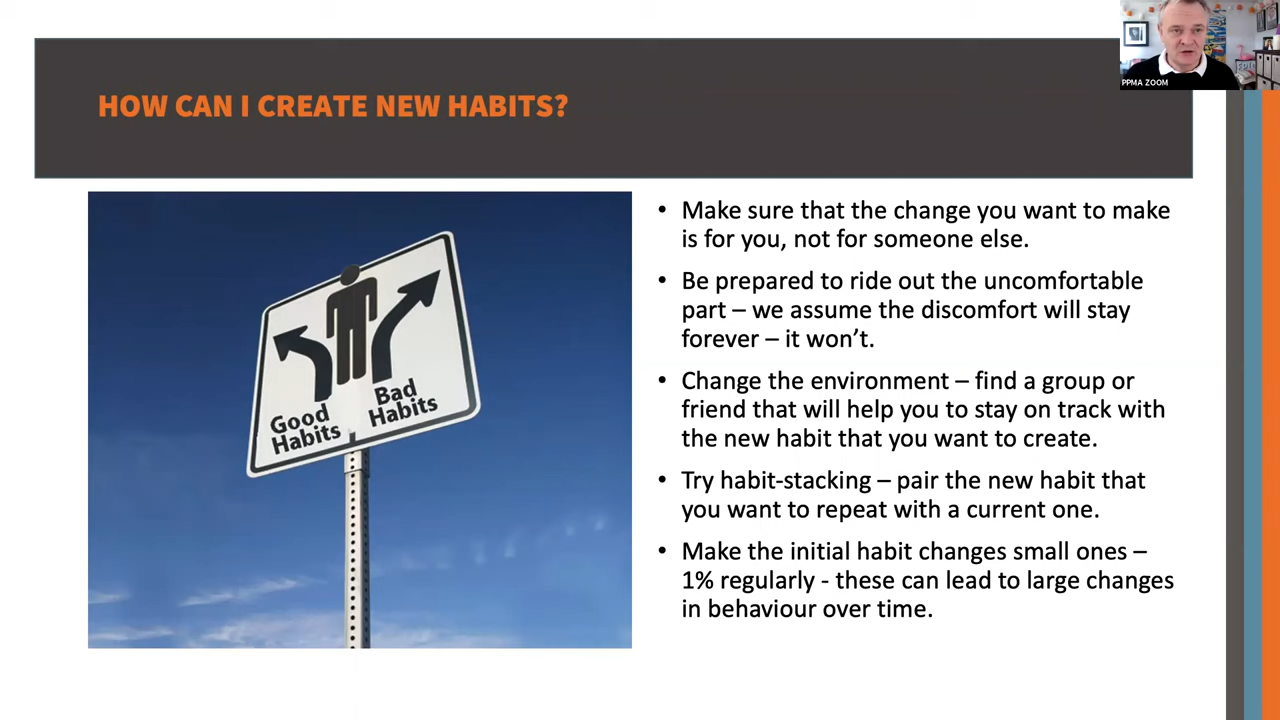 PPMA ZOOM
HOW CAN I CREATE NEW HABITS?
Good
Habits
Bad
Habits
• Make sure that the change you want to make
is for you, not for someone else.
• Be prepared to ride out the uncomfortable
part – we assume the discomfort will stay
forever – it won’t.
• Change the environment – find a group or
friend that will help you to stay on track with
the new habit that you want to create.
• Try habit-stacking – pair the new habit that
you want to repeat with a current one.
• Make the initial habit changes small ones –
1% regularly - these can lead to large changes
in behaviour over time.